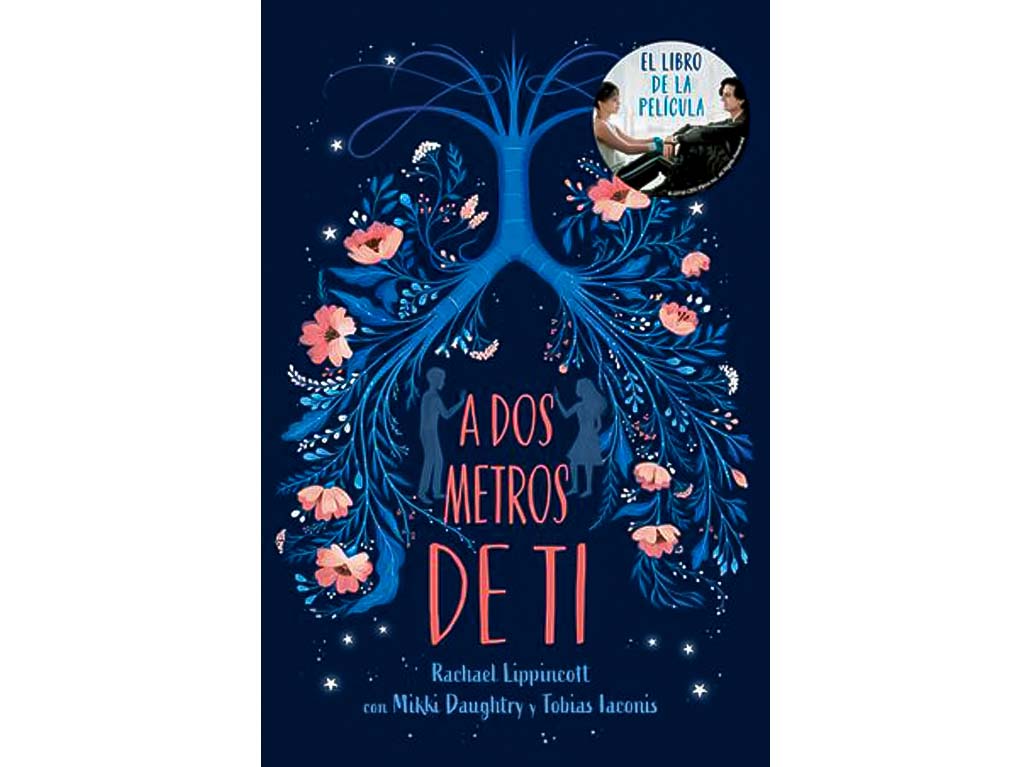 EL LIBRO
DE LA
PELÍCULA
A DOS
METROS
DE TI
Rachael Lippincott
con Mikki Daughtry y Tobias Iaconis